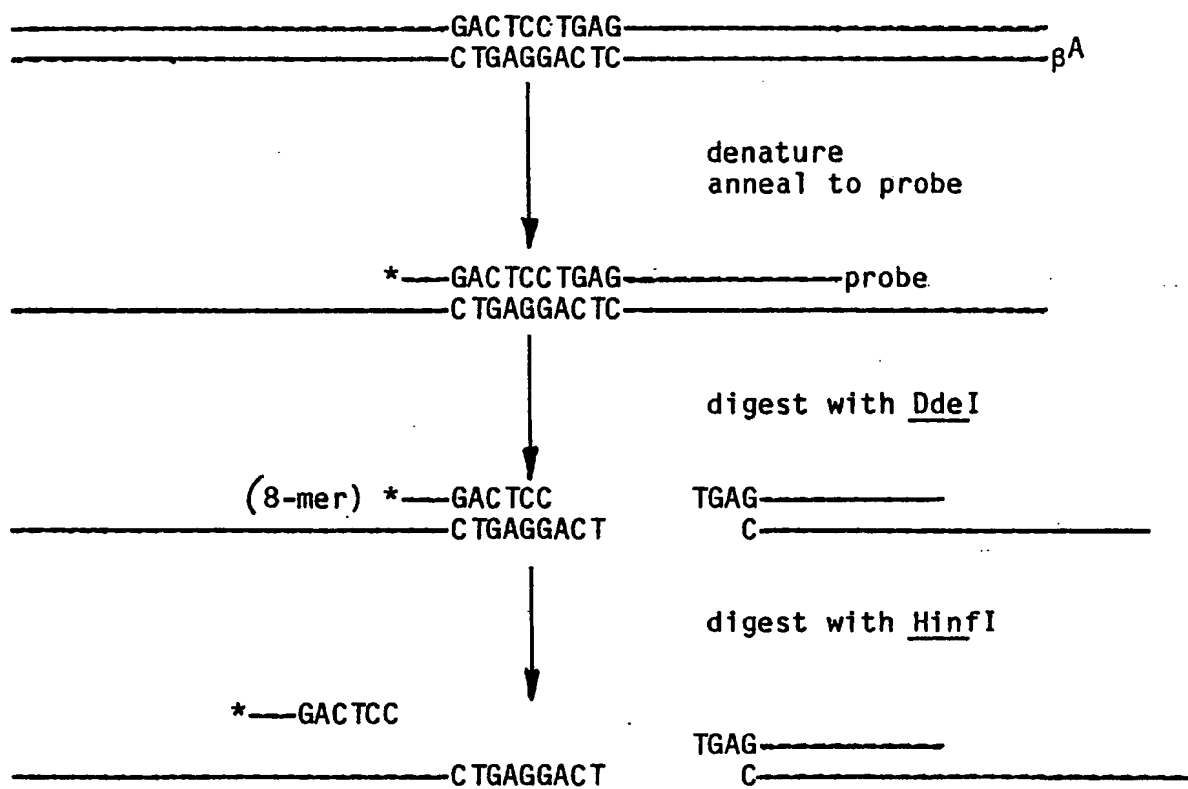 GACTCCTGAG
CTGAGGACTC βA
denature
anneal to probe
*GACTCCTGAG probe
CTGAGGACTC
digest with DdeI
(8-mer) *GACTCC TGAG
CTGAGGACT C
digest with HinfI
*GACTCC
TGAG
CTGAGGACT C